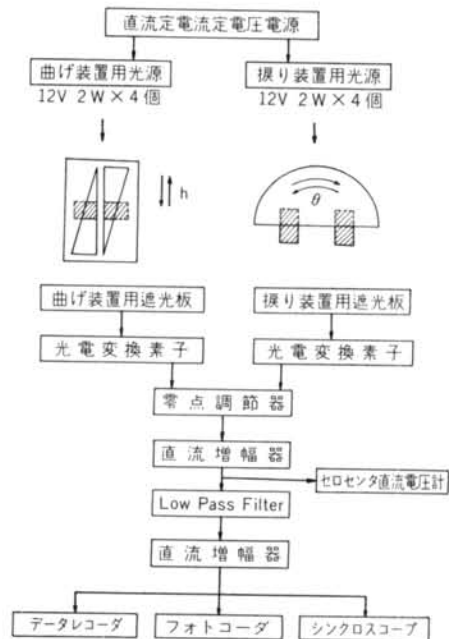 直流定電流定電圧電源
曲げ装置用光源
12V 2W×4個
捩り装置用光源
12V 2W×4個
h
θ
曲げ装置用遮光板
捩り装置用遮光板
光電変換素子
光電変換素子
零点調節器
直流増幅器
セロセンタ直流電圧計
Low Pass Filter
直流増幅器
データレコーダ
フォトコーダ
シンクロスコープ